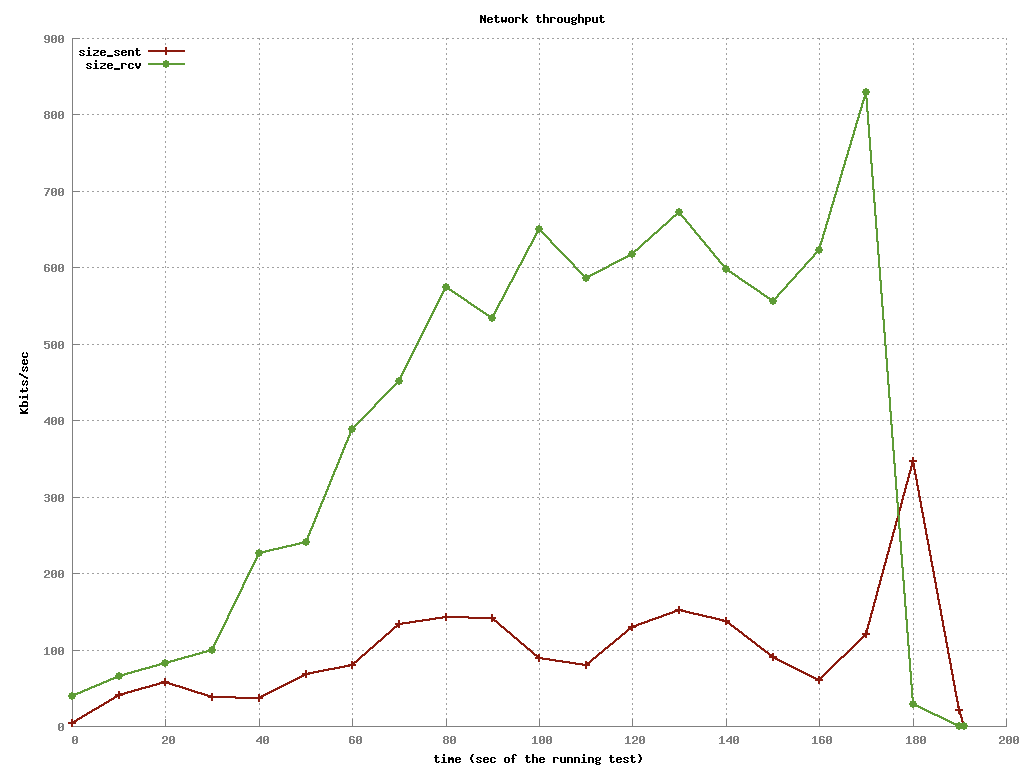 Network throughput
size_sent
size_rcv
900
800
700
600
500
400
300
200
100
0
Kbits/sec
0 20 40 60 80 100 120 140 160 180 200
time (sec of the running test)